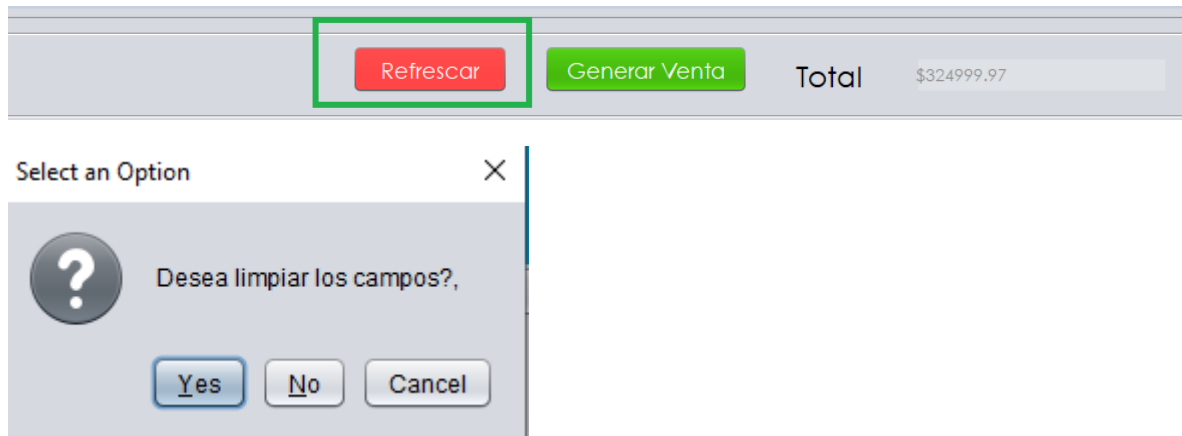 Refrescar Generar Venta Total $324999.97
Select an Option
?
Desea limpiar los campos?,
Yes No Cancel